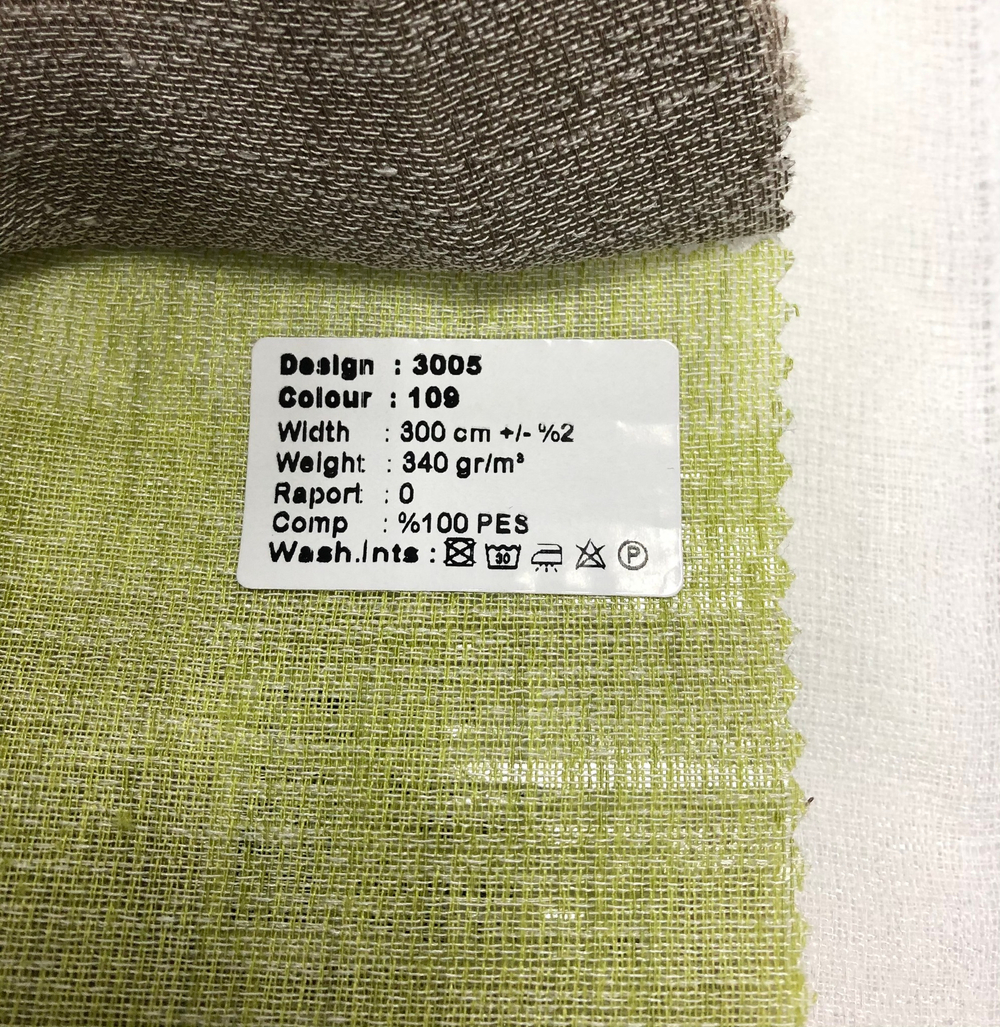 Design : 3005
Colour : 109
Width : 300 cm +/- %2
Weight : 340 gr/m³
Raport : 0
Comp : %100 PES
Wash.Ints : 30 P